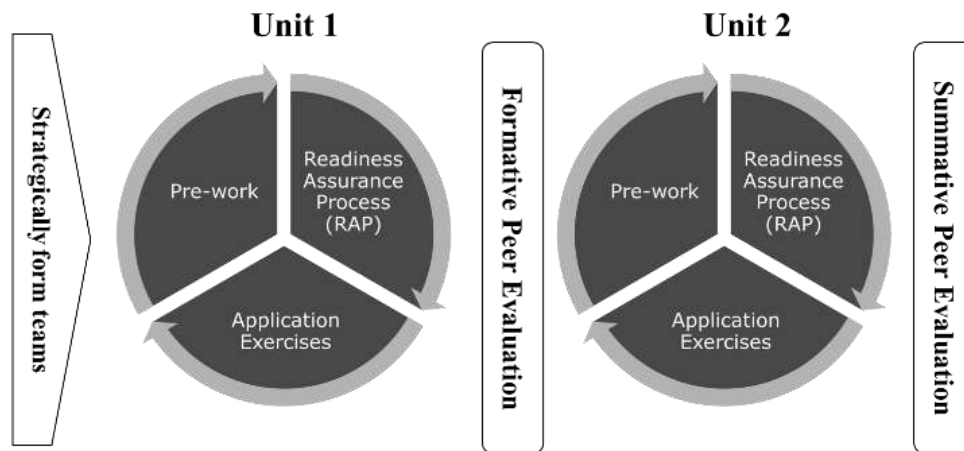 Strategically form teams
Unit 1
Pre-work
Readiness
Assurance
Process
(RAP)
Application
Exercises
Formative Peer Evaluation
Unit 2
Pre-work
Readiness
Assurance
Process
(RAP)
Application
Exercises
Summative Peer Evaluation